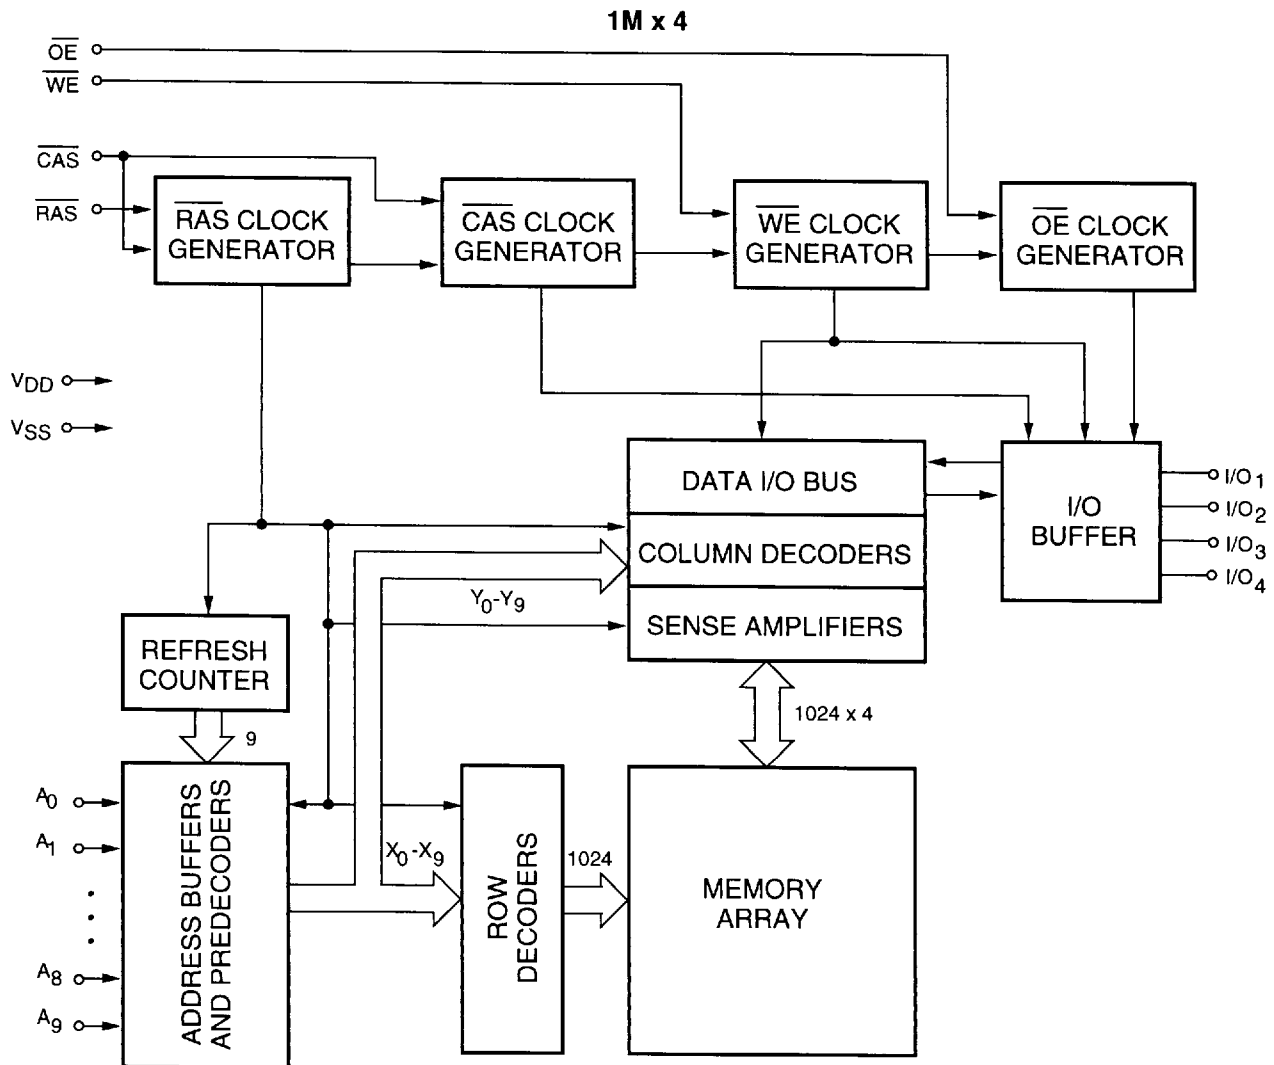 1M x 4
OE
WE
CAS
RAS
RAS CLOCK
GENERATOR
CAS CLOCK
GENERATOR
WE CLOCK
GENERATOR
OE CLOCK
GENERATOR
VDD
VSS
DATA I/O BUS
COLUMN DECODERS
SENSE AMPLIFIERS
I/O
BUFFER
I/O1
I/O2
I/O3
I/O4
Y0-Y9
REFRESH
COUNTER
9
1024 x 4
A0
A1
A8
A9
ADDRESS BUFFERS
AND PREDECODERS
X0-X9
ROW
DECODERS
1024
MEMORY
ARRAY